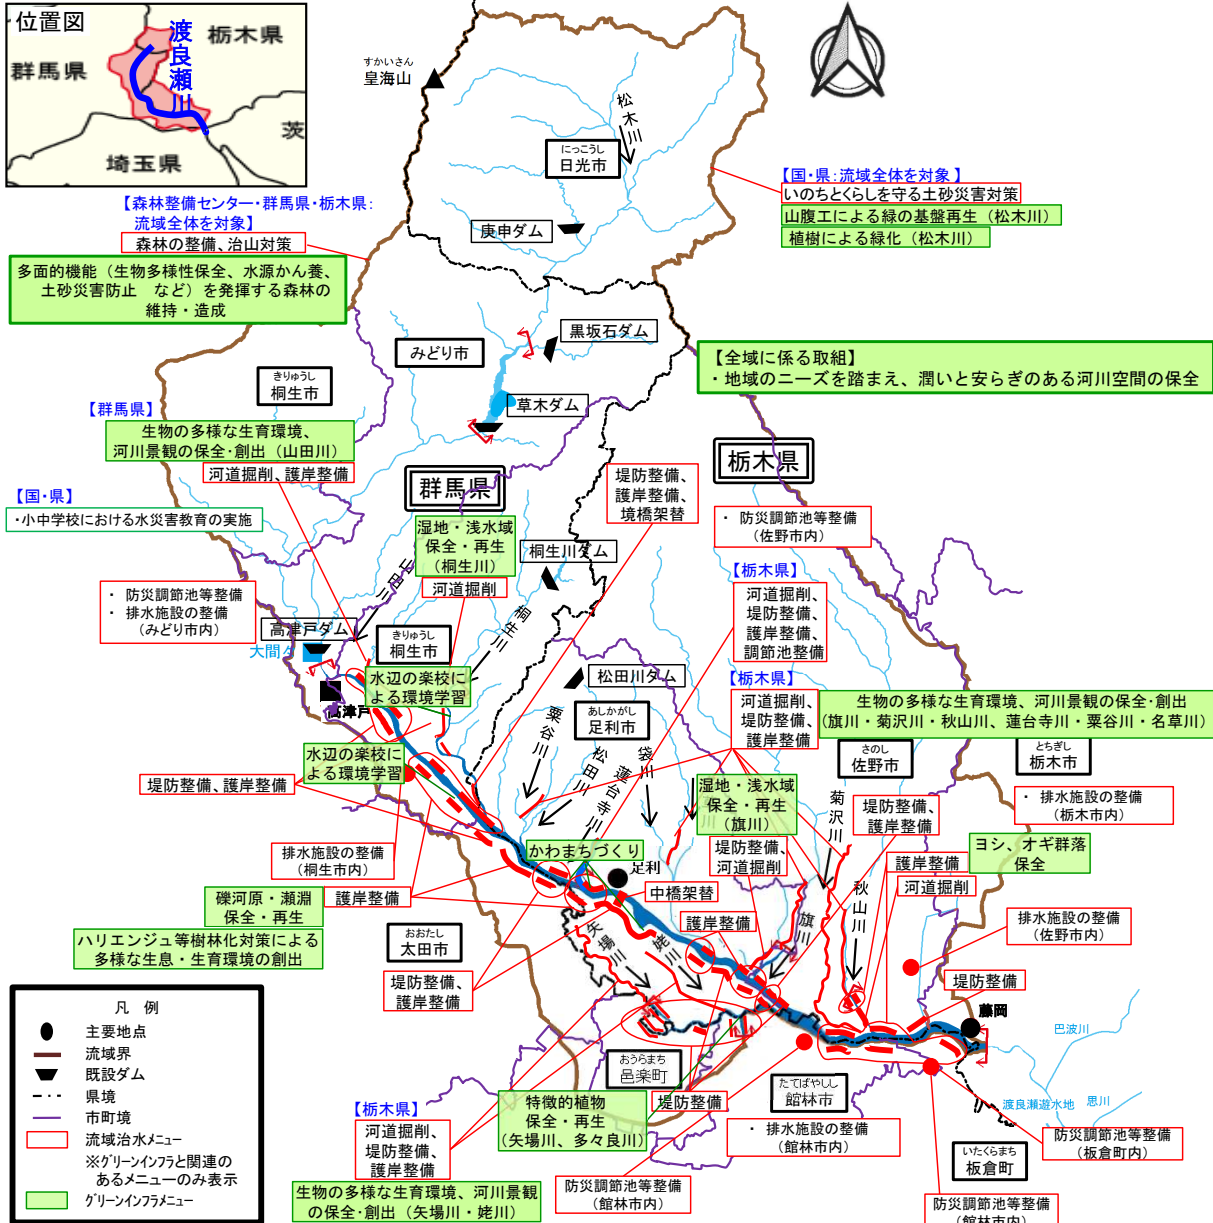 位置図
栃木県
群馬県
渡良瀬川
茨
埼玉県
すかいさん
皇海山
松木川
にっこうし
日光市
庚申ダム
【国・県：流域全体を対象】
いのちとくらしを守る土砂災害対策
山腹工による緑の基盤再生（松木川）
植樹による緑化（松木川）
【森林整備センター・群馬県・栃木県：
流域全体を対象】
森林の整備、治山対策
多面的機能（生物多様性保全、水源かん養、
土砂災害防止　など）を発揮する森林の
維持・造成
黒坂石ダム
みどり市
草木ダム
【全域に係る取組】
・地域のニーズを踏まえ、潤いと安らぎのある河川空間の保全
きりゅうし
桐生市
【群馬県】
生物の多様な生育環境、
河川景観の保全・創出（山田川）
河道掘削、護岸整備
群馬県
栃木県
【国・県】
・小中学校における水災害教育の実施
堤防整備、
護岸整備、
境橋架替
・　防災調節池等整備
（佐野市内）
湿地・浅水域
保全・再生
（桐生川）
河道掘削
桐生川ダム
山田川
桐生川
・　防災調節池等整備
・　排水施設の整備
（みどり市内）
高津戸ダム
大間々
高津戸
きりゅうし
桐生市
水辺の楽校に
よる環境学習
【栃木県】
河道掘削、
堤防整備、
護岸整備、
調節池整備
松田川ダム
あしかがし
足利市
粟谷川
松田川
蓮台寺川
袋川
【栃木県】
河道掘削、
堤防整備、
護岸整備
生物の多様な生育環境、河川景観の保全・創出
（旗川・菊沢川・秋山川、蓮台寺川・粟谷川・名草川）
さのし
佐野市
とちぎし
栃木市
水辺の楽校に
よる環境学習
堤防整備、護岸整備
湿地・浅水域
保全・再生
（旗川）
堤防整備、
河道掘削
菊沢川
堤防整備、
護岸整備
・　排水施設の整備
（栃木市内）
ヨシ、オギ群落
保全
排水施設の整備
（桐生市内）
かわまちづくり
足利
中橋架替
護岸整備
河道掘削
秋山川
護岸整備
礫河原・瀬淵
保全・再生
ハリエンジュ等樹林化対策による
多様な生息・生育環境の創出
おおたし
太田市
堤防整備、
護岸整備
矢場川
姥川
護岸整備
旗川
排水施設の整備
（佐野市内）
堤防整備
藤岡
巴波川
渡良瀬遊水地
思川
おうらまち
邑楽町
たてばやしし
館林市
堤防整備
・　排水施設の整備
（館林市内）
防災調節池等整備
（板倉町内）
いたくらまち
板倉町
特徴的植物
保全・再生
（矢場川、多々良川）
【栃木県】
河道掘削、
堤防整備、
護岸整備
生物の多様な生育環境、河川景観
の保全・創出（矢場川・姥川）
防災調節池等整備
（館林市内）
防災調節池等整備
（館林市内）
凡　例
主要地点
流域界
既設ダム
県境
市町境
流域治水メニュー
※グリーンインフラと関連の
あるメニューのみ表示
グリーンインフラメニュー